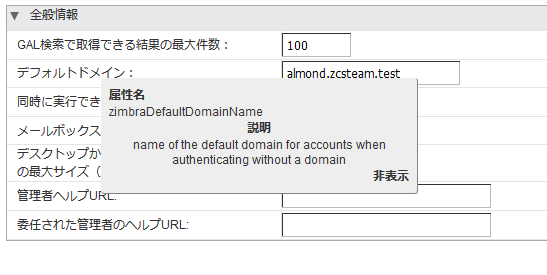 ▼ 全般情報
GAL検索で取得できる結果の最大件数：
100
デフォルトドメイン：
almond.zcsteam.test
同時に実行でき
属性名
zimbraDefaultDomainName
説明
name of the default domain for accounts when
authenticating without a domain
非表示
メールボックス
デスクトップか
の最大サイズ（
管理者ヘルプURL:
委任された管理者のヘルプURL: